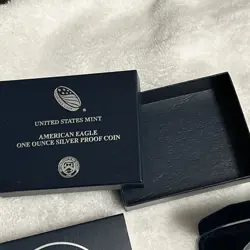 UNITED STATES MINT
AMERICAN EAGLE
ONE OUNCE SILVER PROOF COIN